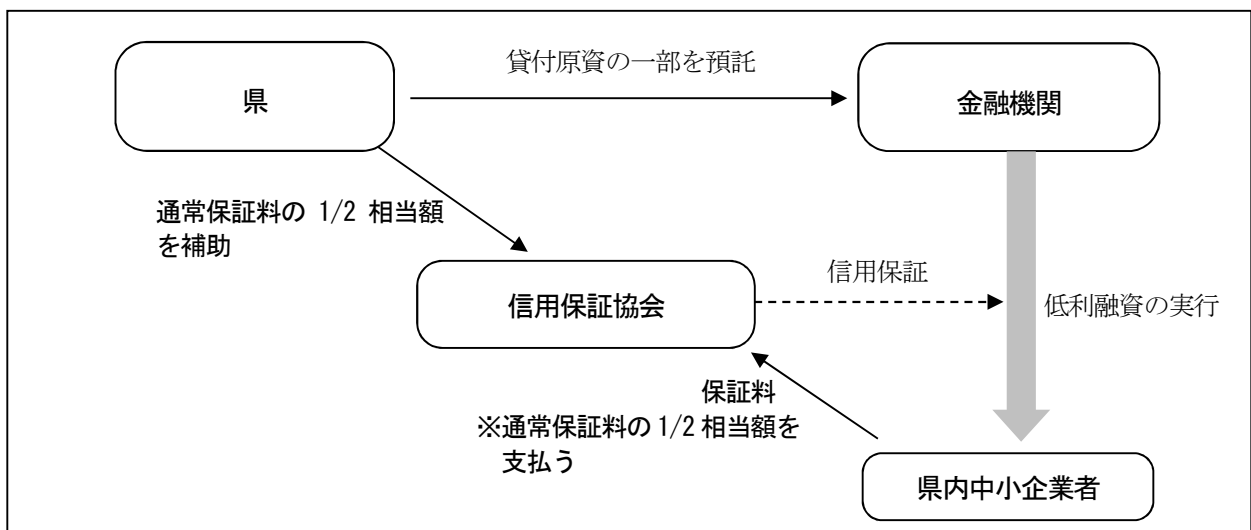 貸付原資の一部を預託
県
金融機関
通常保証料の 1/2 相当額
を補助
信用保証
信用保証協会
低利融資の実行
保証料
※通常保証料の1/2相当額を
支払う
県内中小企業者